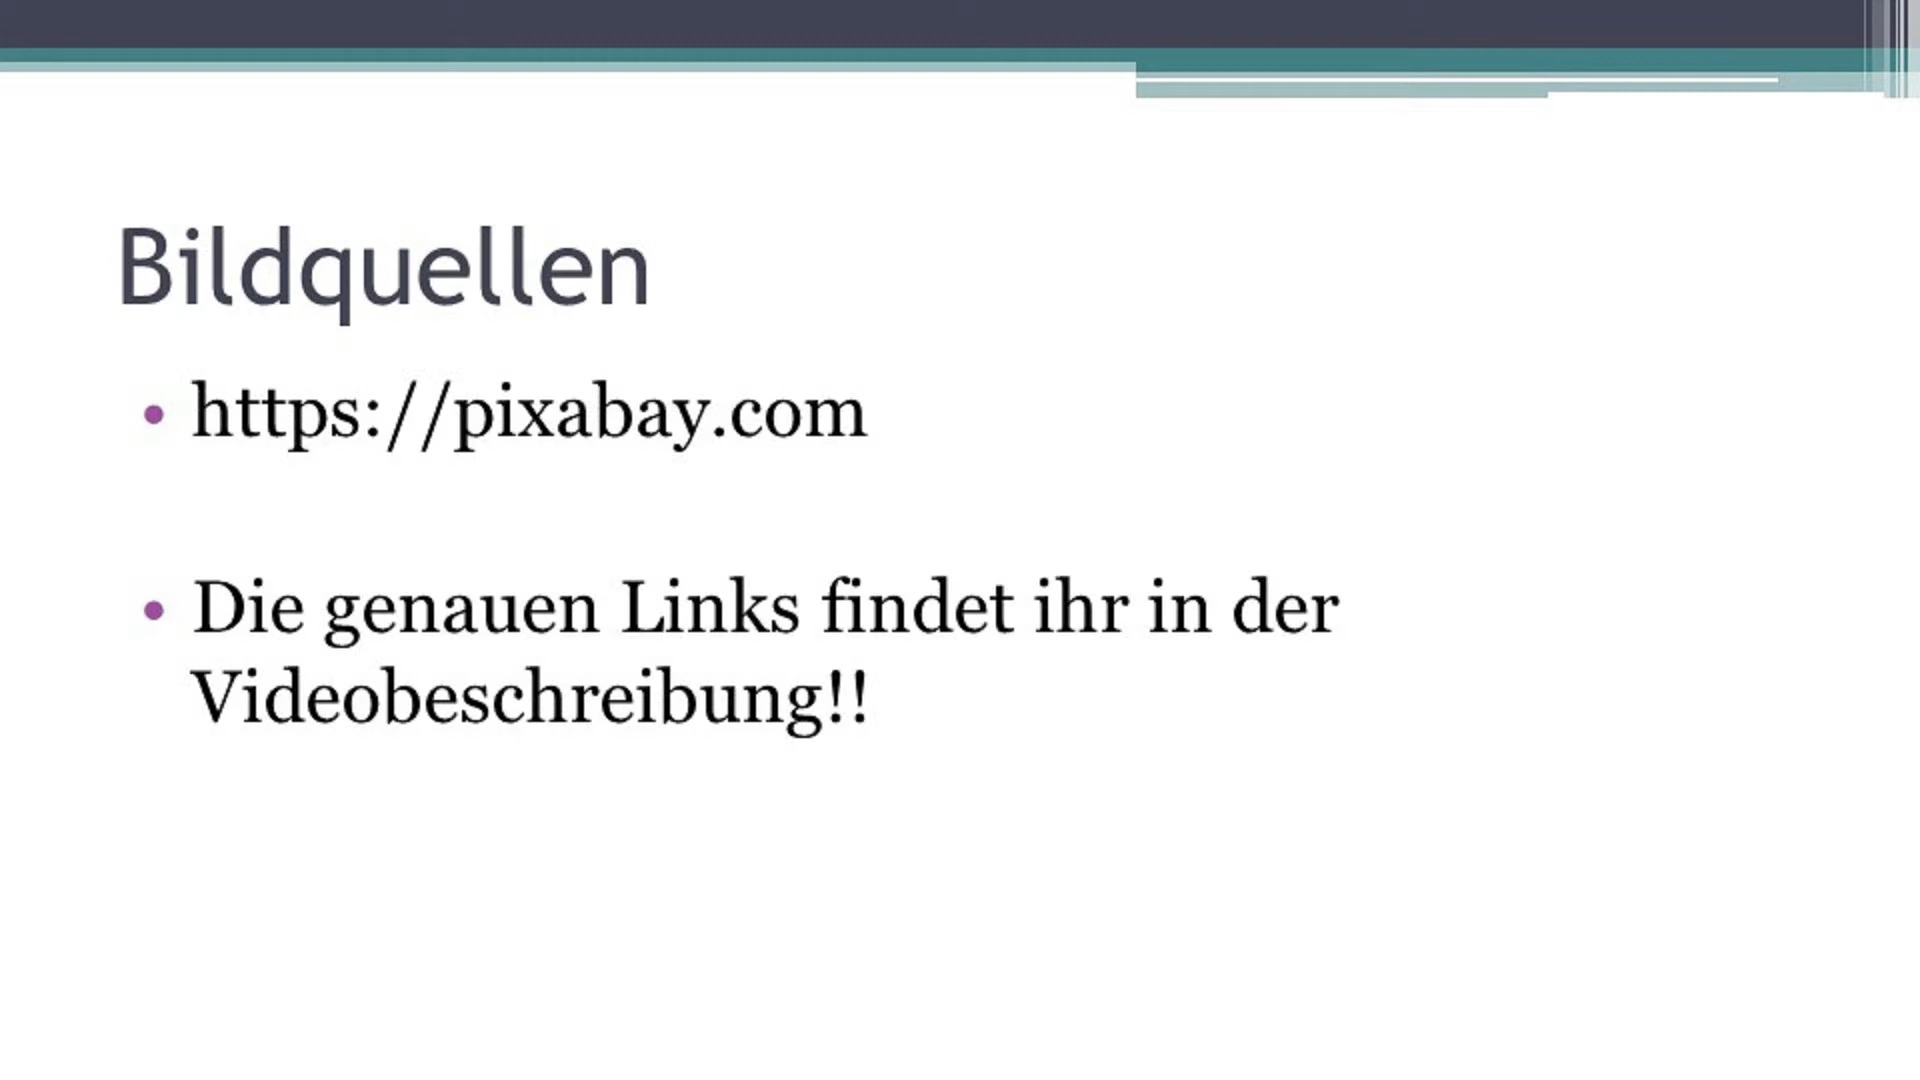 Bildquellen
• https://pixabay.com
• Die genauen Links findet ihr in der
Videobeschreibung!!